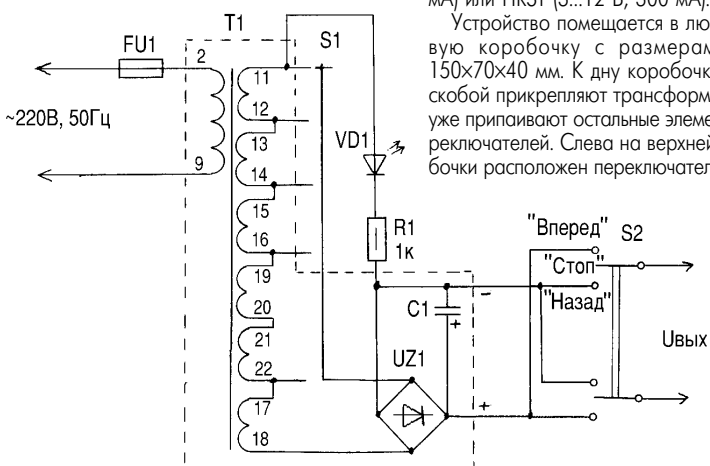 мА) или НК31 (3...12 В, 300 мА).
Устройство помещается в лю
вую коробочку с размерам
150×70×40 мм. К дну коробочк
скобой прикрепляют трансформ
уже припаивают остальные элеме
реключателей. Слева на верхней
бочки расположен переключател
T1
FU1
S1
2
11
12
~220В, 50Гц
13
VD1
14
9
15
R1
1к
16
"Вперед"
S2
"Стоп"
19
"Назад"
–
C1
+
20
Uвых
21
UZ1
22
+
17
18